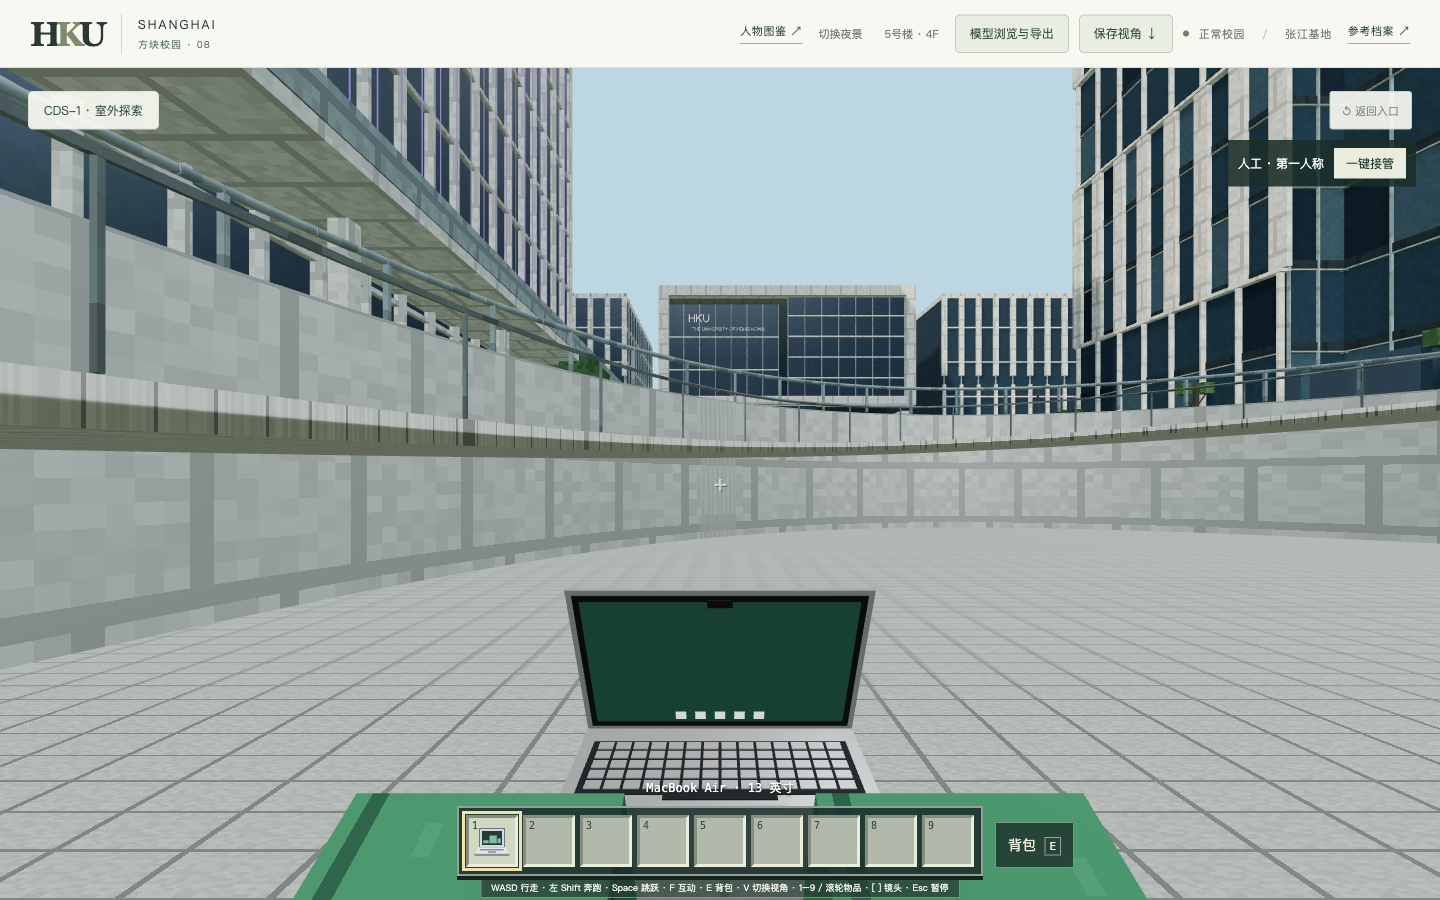 HKU
SHANGHAI
方块校园 · 08
人物图鉴 ↗
切换夜景
5号楼 · 4F
模型浏览与导出
保存视角 ↓
正常校园
/
张江基地
参考档案 ↗
CDS–1 · 室外探索
↺ 返回入口
人工 · 第一人称
一键接管
HKU
THE UNIVERSITY OF HONG KONG
MacBook Air · 13 英寸
1 2 3 4 5 6 7 8 9
背包 E
WASD 行走 · 左 Shift 奔跑 · Space 跳跃 · F 互动 · E 背包 · V 切换视角 · 1–9 / 滚轮物品 · [ ] 镜头 · Esc 暂停